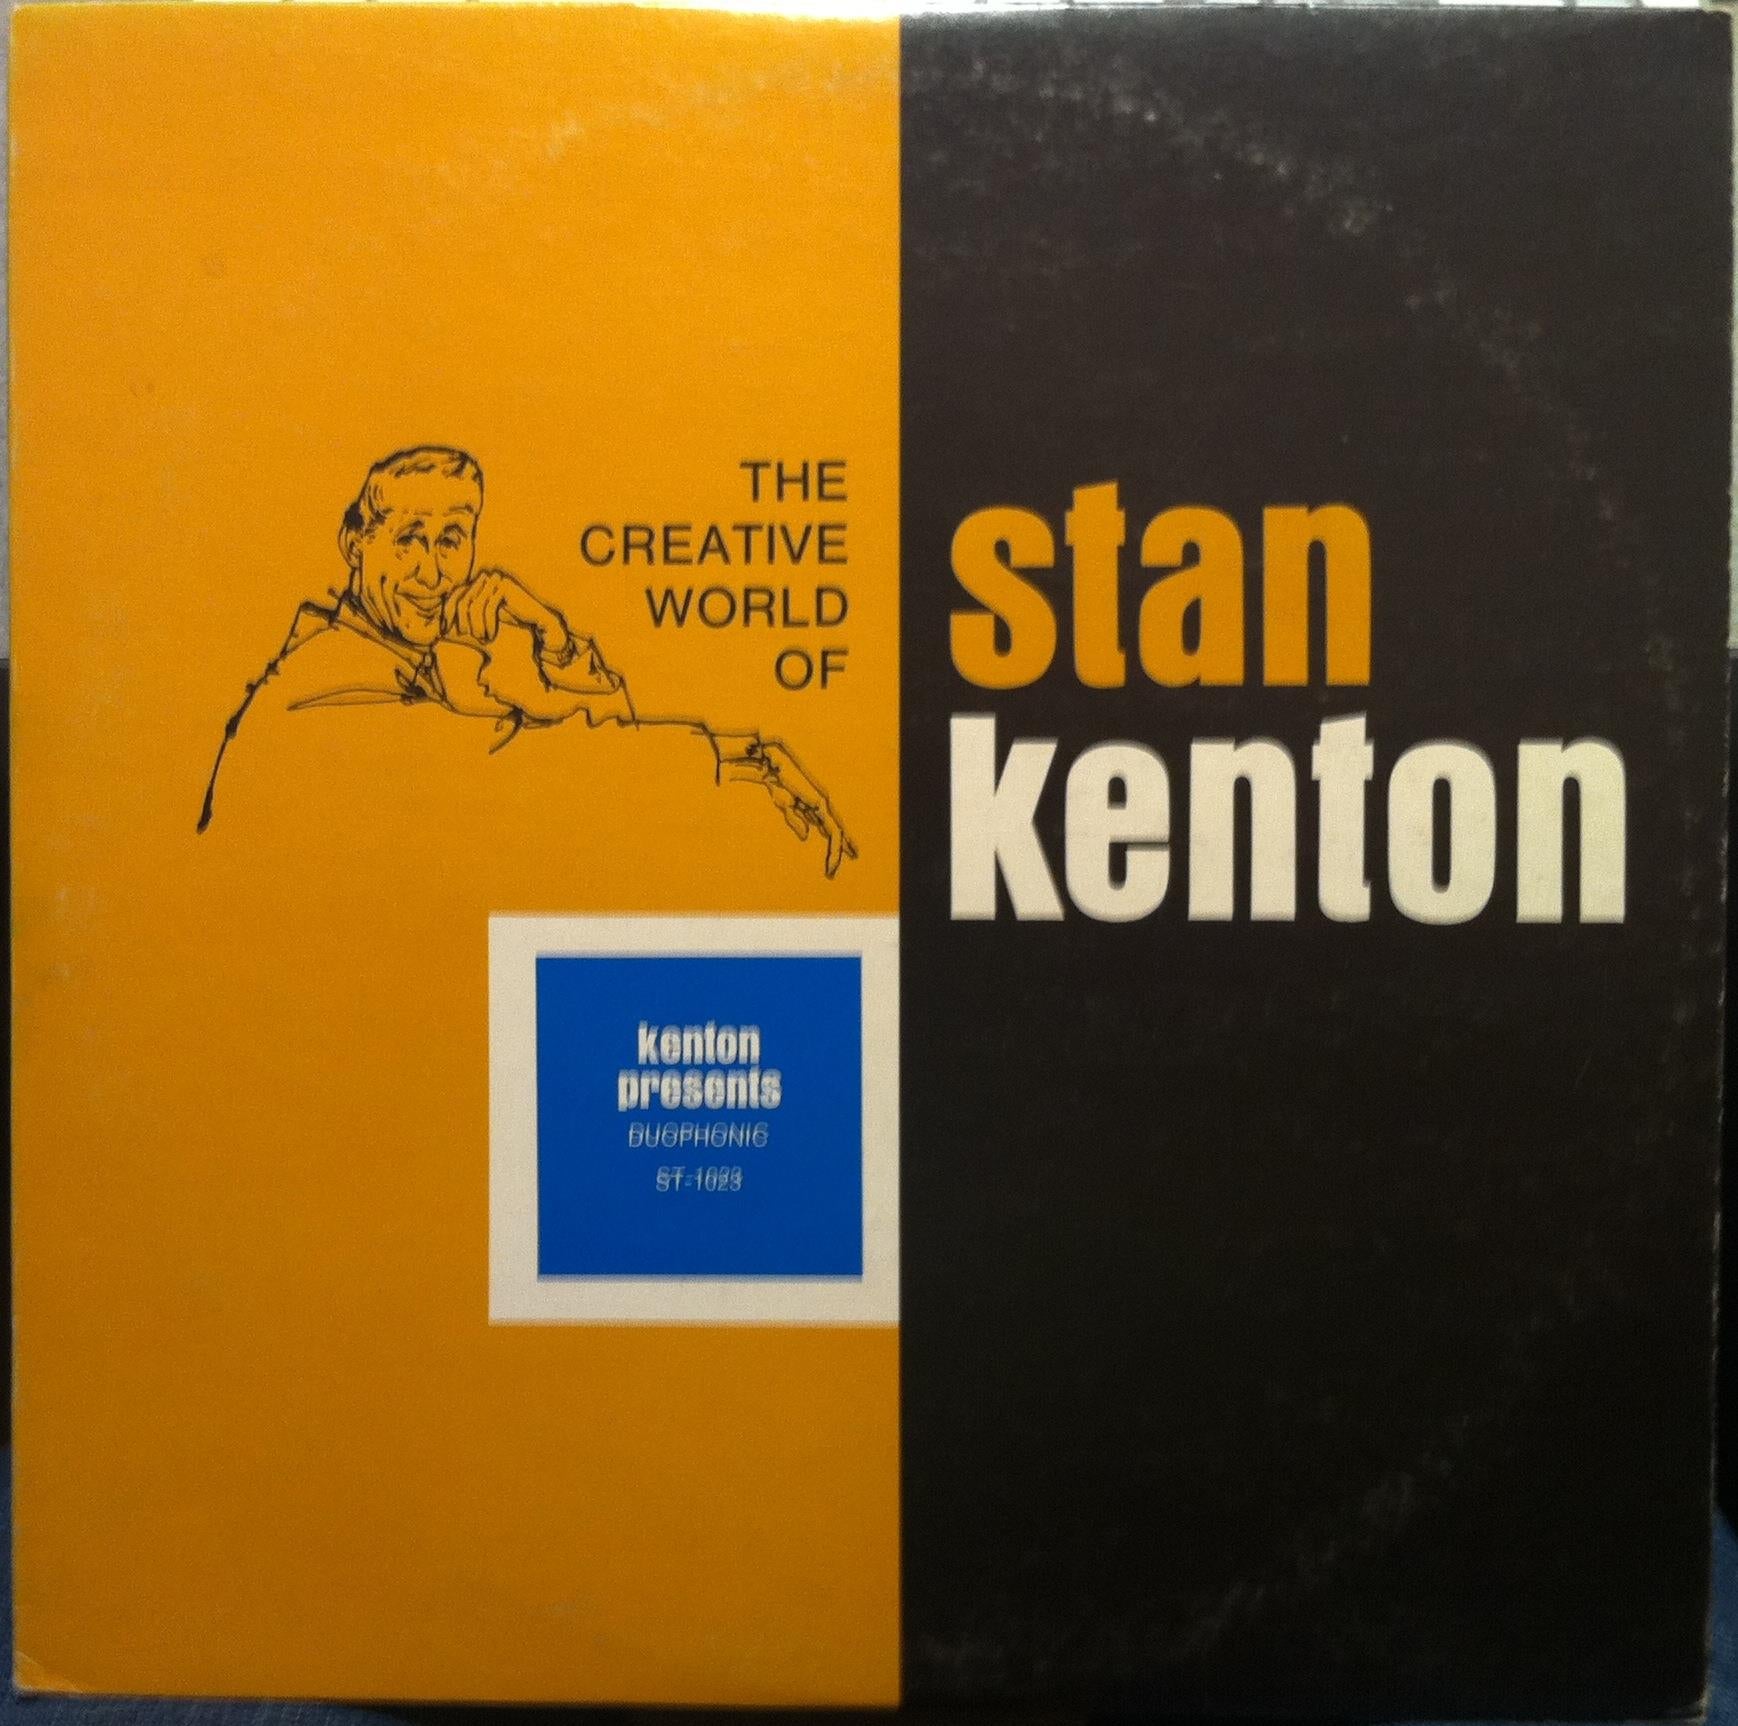 THE
CREATIVE
WORLD
OF
stan
kenton
kenton
presents
DUOPHONIC
ST-1023